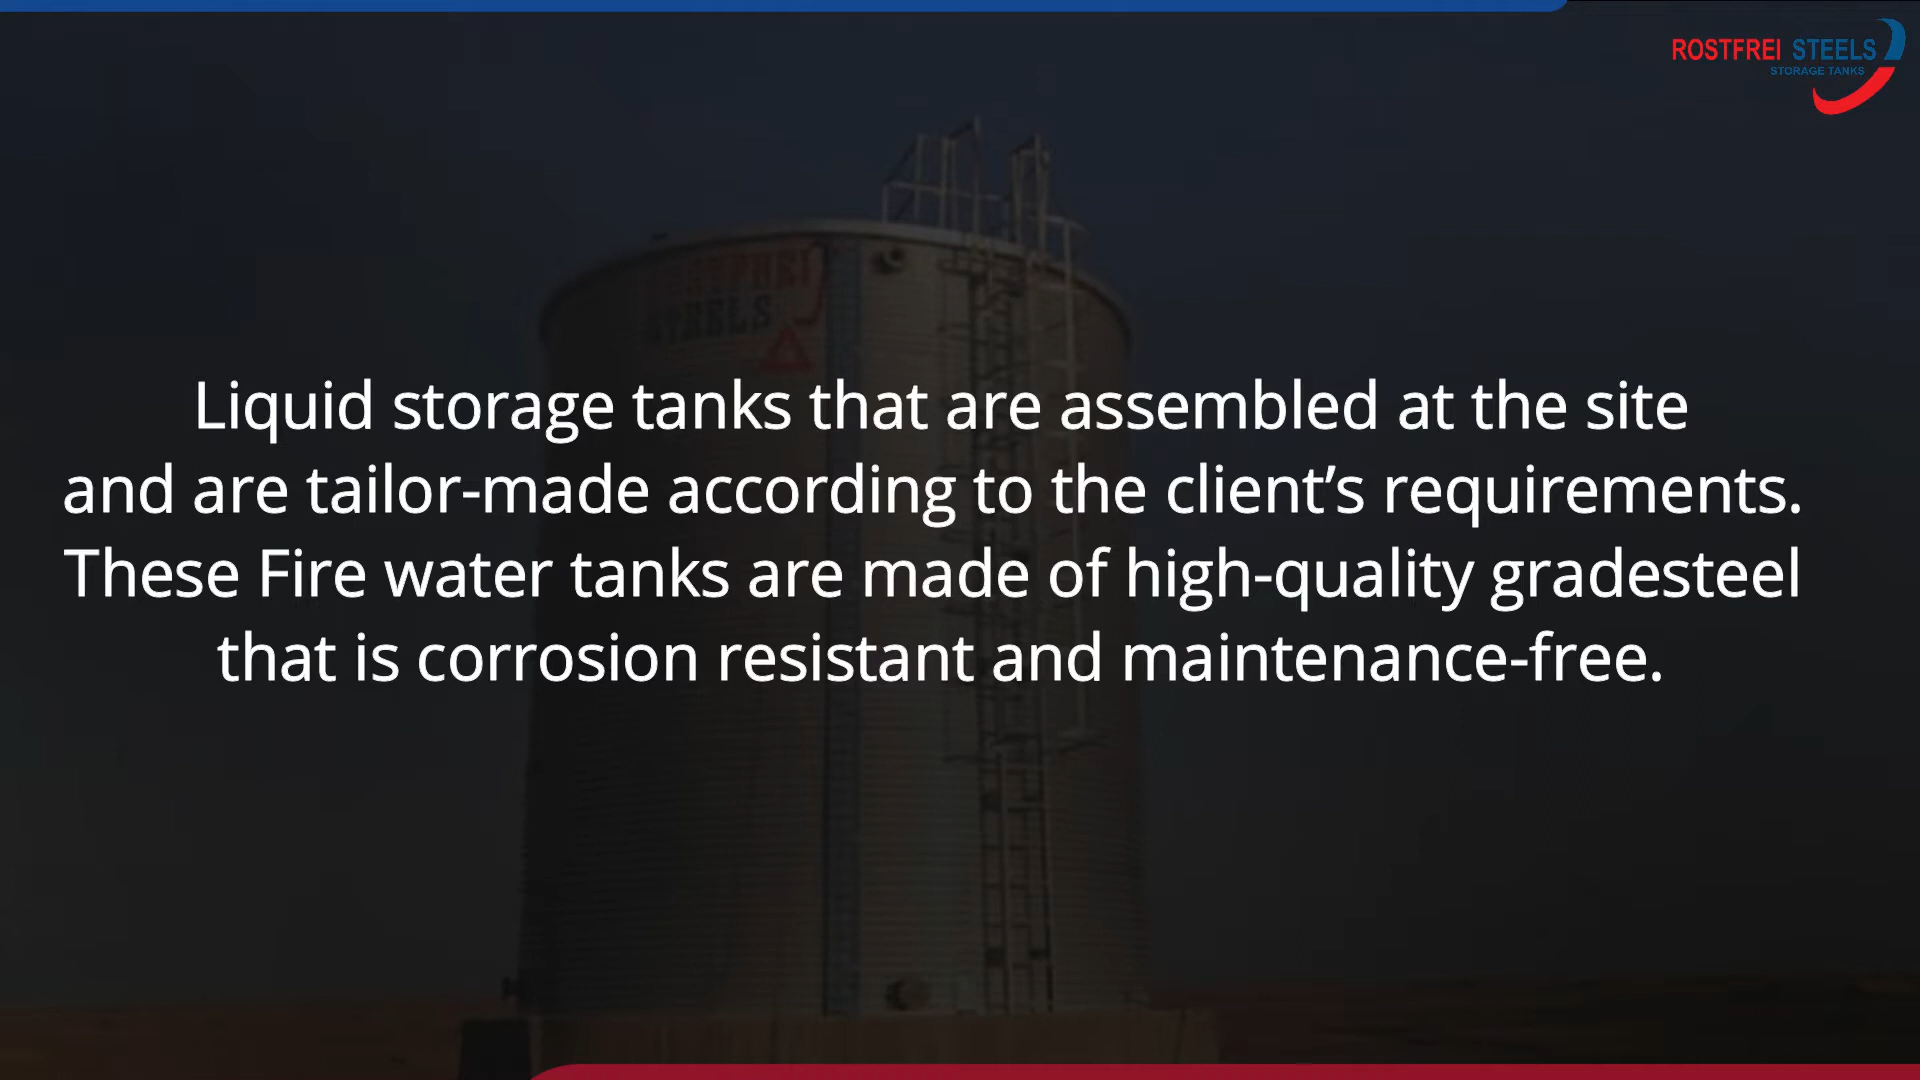 ROSTFREI STEELS
STORAGE TANKS
STEELS
Liquid storage tanks that are assembled at the site
and are tailor-made according to the client’s requirements.
These Fire water tanks are made of high-quality gradesteel
that is corrosion resistant and maintenance-free.